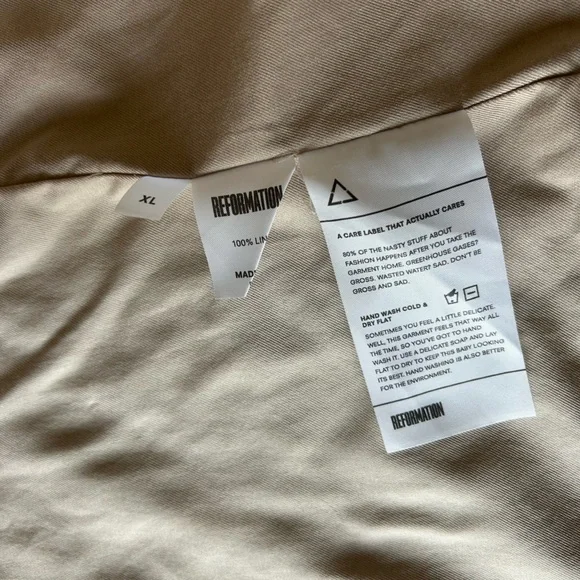 XL
REFORMATION
100% LIN
MADE
A CARE LABEL THAT ACTUALLY CARES
80% OF THE NASTY STUFF ABOUT
FASHION HAPPENS AFTER YOU TAKE THE
GARMENT HOME. GREENHOUSE GASES?
GROSS. WASTED WATER? SAD. DON'T BE
GROSS AND SAD.
HAND WASH COLD &
DRY FLAT
SOMETIMES YOU FEEL A LITTLE DELICATE.
WELL, THIS GARMENT FEELS THAT WAY ALL
THE TIME, SO YOU'VE GOT TO HAND
WASH IT. USE A DELICATE SOAP AND LAY
FLAT TO DRY TO KEEP THIS BABY LOOKING
ITS BEST. HAND WASHING IS ALSO BETTER
FOR THE ENVIRONMENT.
REFORMATION